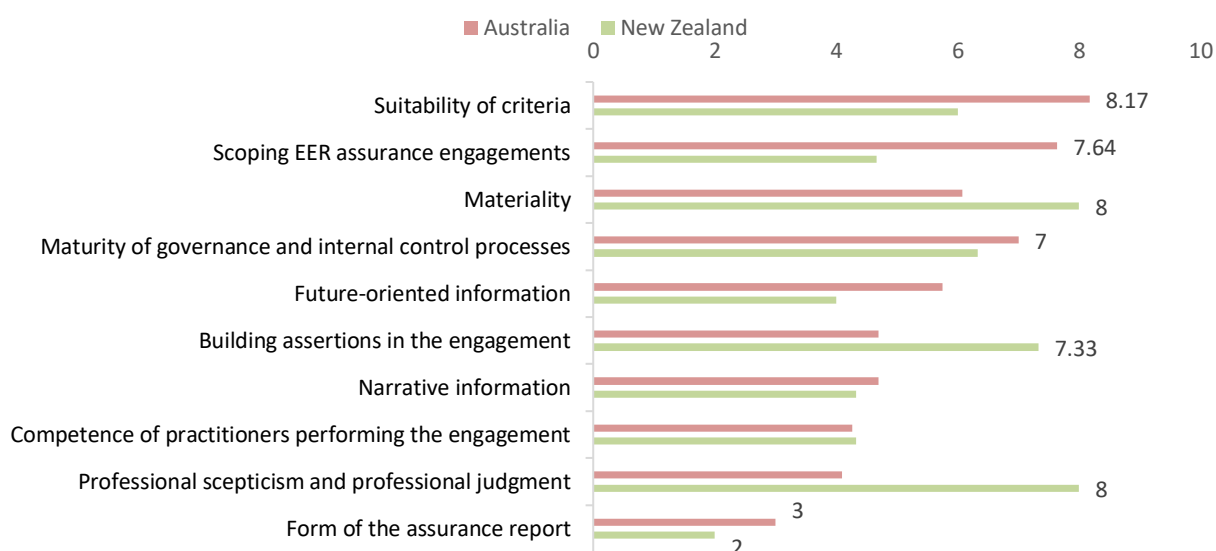 Australia New Zealand
0 2 4 6 8 10
Suitability of criteria 8.17
Scoping EER assurance engagements 7.64
Materiality 8
Maturity of governance and internal control processes 7
Future-oriented information
Building assertions in the engagement 7.33
Narrative information
Competence of practitioners performing the engagement
Professional scepticism and professional judgment 8
Form of the assurance report 3
2